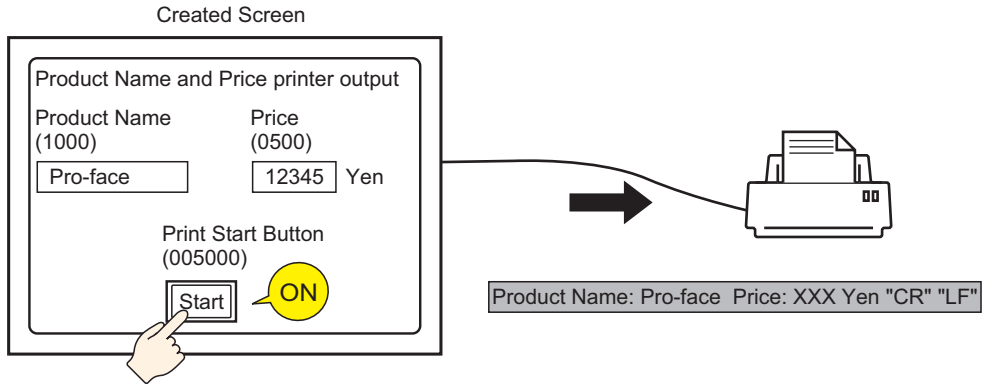 Created Screen
Product Name and Price printer output
Product Name Price
(1000) (0500)
Pro-face 12345 Yen
Print Start Button
(005000)
Start ON
Product Name: Pro-face Price: XXX Yen "CR" "LF"